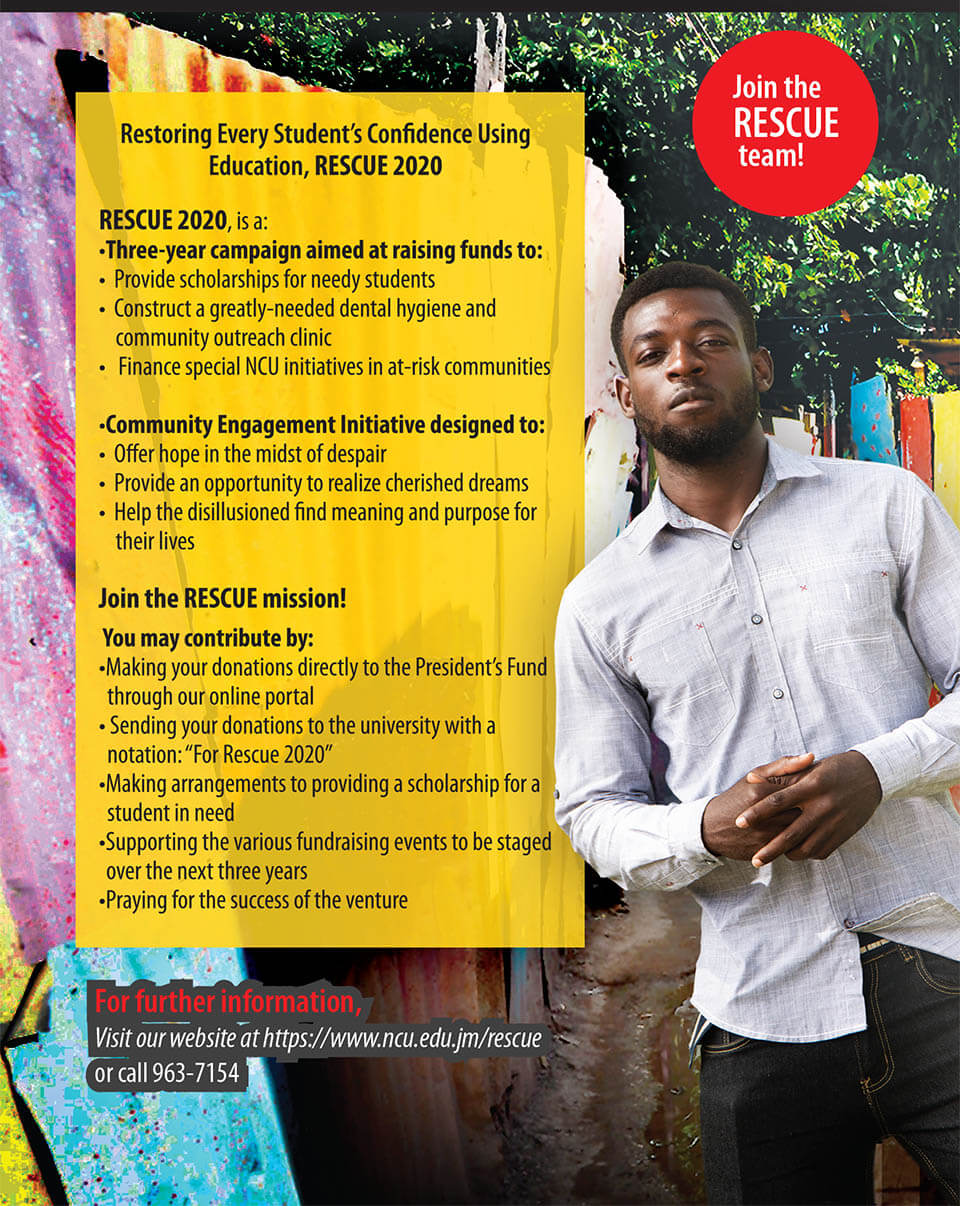 Join the
RESCUE
team!
Restoring Every Student's Confidence Using
Education, RESCUE 2020
RESCUE 2020, is a:
•Three-year campaign aimed at raising funds to:
• Provide scholarships for needy students
• Construct a greatly-needed dental hygiene and
community outreach clinic
• Finance special NCU initiatives in at-risk communities
•Community Engagement Initiative designed to:
• Offer hope in the midst of despair
• Provide an opportunity to realize cherished dreams
• Help the disillusioned find meaning and purpose for
their lives
Join the RESCUE mission!
You may contribute by:
•Making your donations directly to the President's Fund
through our online portal
• Sending your donations to the university with a
notation: “For Rescue 2020”
•Making arrangements to providing a scholarship for a
student in need
•Supporting the various fundraising events to be staged
over the next three years
•Praying for the success of the venture
For further information,
Visit our website at https://www.ncu.edu.jm/rescue
or call 963-7154